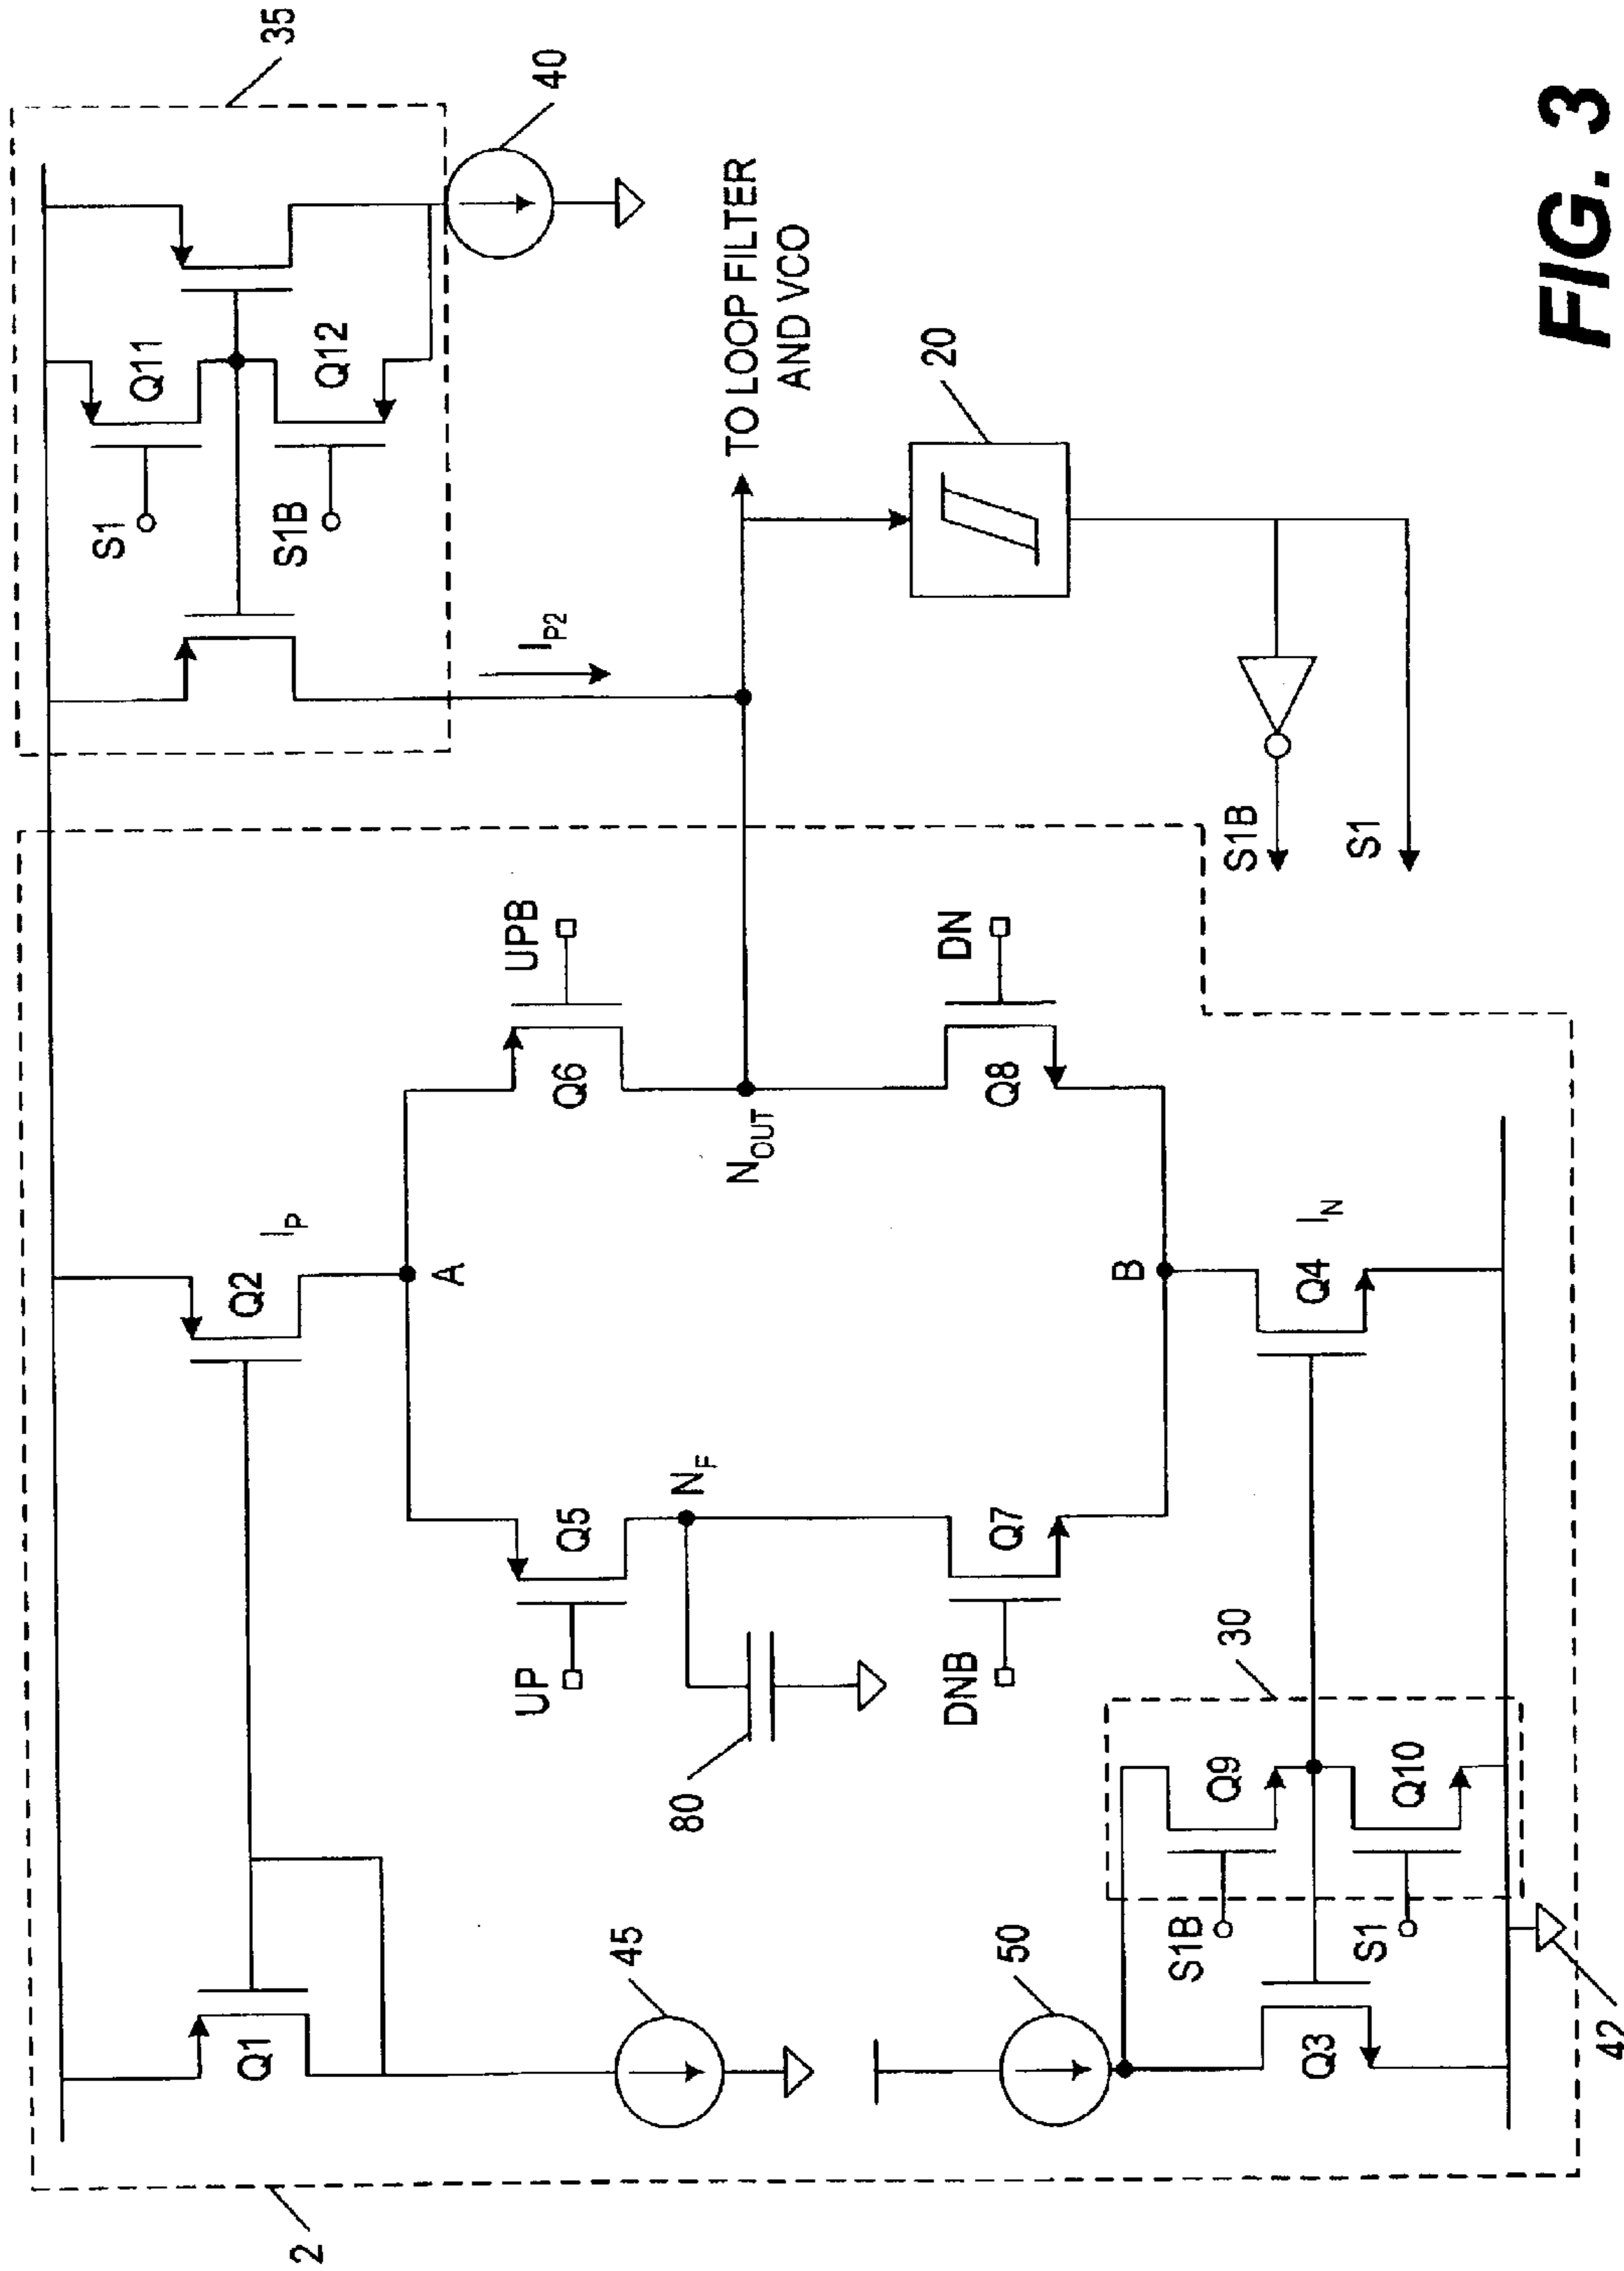 2
35
40
Q1
Q2
I_P
Q11
Q12
S1
S1B
I_P2
A
UP
Q5
Q6
UPB
N_F
N_OUT
TO LOOP FILTER
AND VCO
80
45
50
DNB
Q7
Q8
DN
20
B
30
S1B
S1
Q9
Q10
Q3
Q4
I_N
S1B
S1
42
FIG. 3